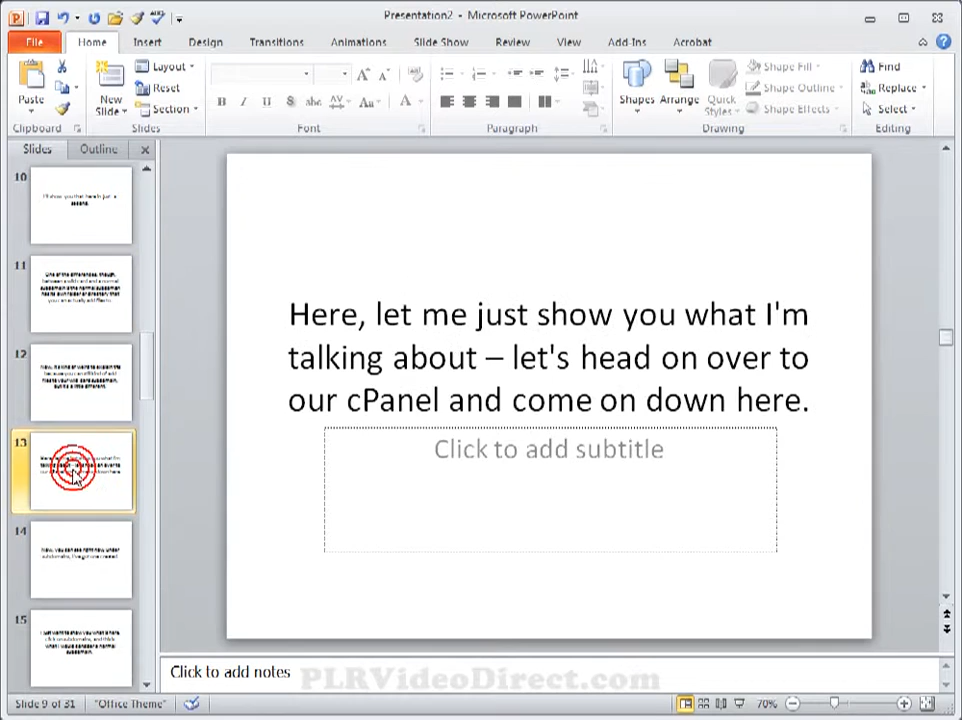 Presentation2 - Microsoft PowerPoint
File Home Insert Design Transitions Animations Slide Show Review View Add-Ins Acrobat
Paste
New Slide
Layout
Reset
Section
B I U S abc AV Aa A
Shapes
Arrange
Quick Styles
Shape Fill
Shape Outline
Shape Effects
Find
Replace
Select
Clipboard Slides Font Paragraph Drawing Editing
Slides Outline
10
11
12
13
14
15
Here, let me just show you what I'm
talking about – let's head on over to
our cPanel and come on down here.
Click to add subtitle
Click to add notes
PLRVideoDirect.com
Slide 9 of 31 "Office Theme" 70%